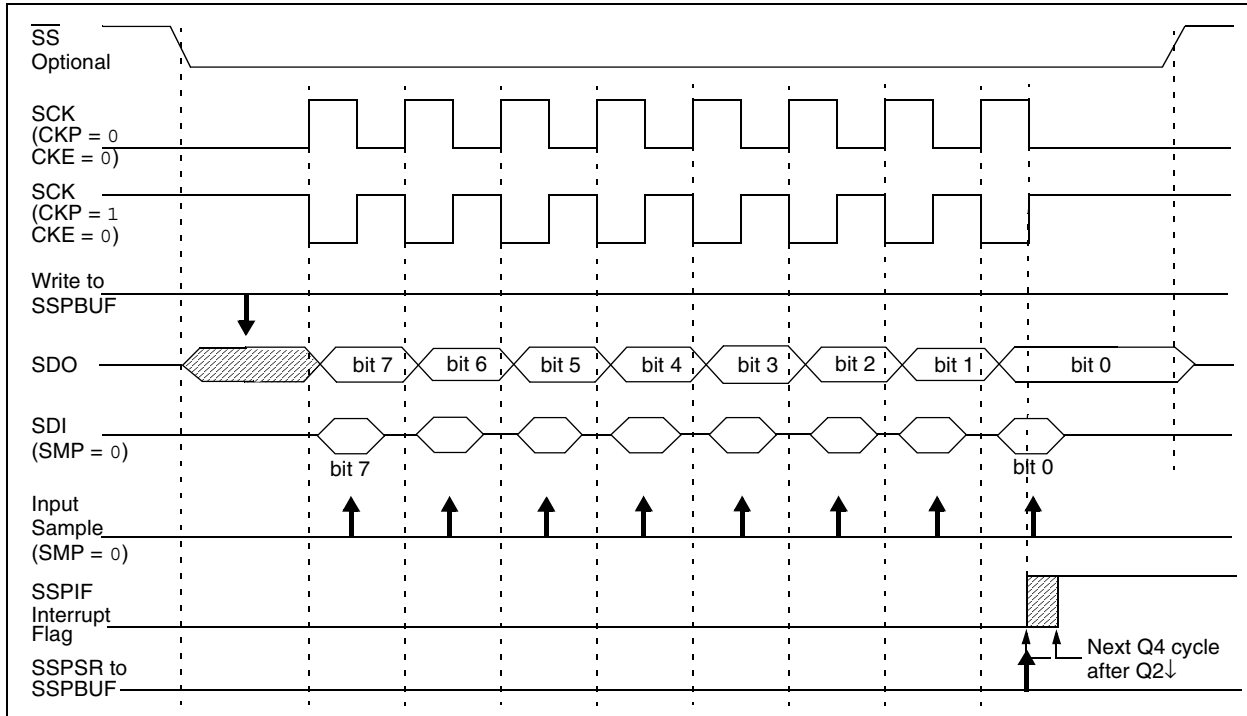 SS
Optional
SCK
(CKP = 0
CKE = 0)
SCK
(CKP = 1
CKE = 0)
Write to
SSPBUF
SDO
bit 7
bit 6
bit 5
bit 4
bit 3
bit 2
bit 1
bit 0
SDI
(SMP = 0)
bit 7
bit 0
Input
Sample
(SMP = 0)
SSPIF
Interrupt
Flag
Next Q4 cycle
after Q2↓
SSPSR to
SSPBUF